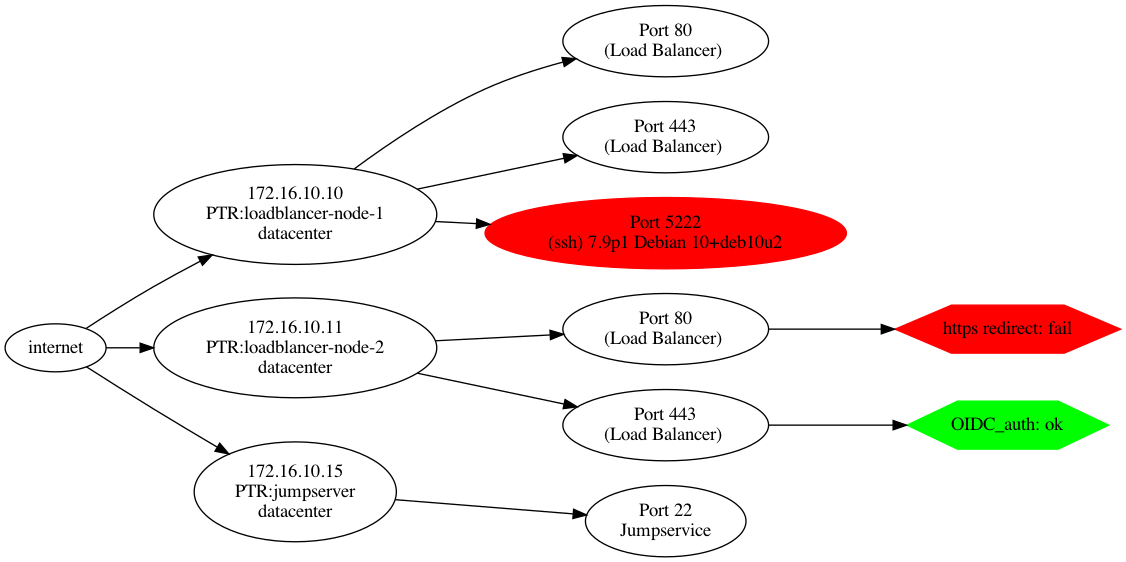 internet
172.16.10.10
PTR:loadblancer-node-1
datacenter
Port 80
(Load Balancer)
Port 443
(Load Balancer)
Port 5222
(ssh) 7.9p1 Debian 10+deb10u2
172.16.10.11
PTR:loadblancer-node-2
datacenter
Port 80
(Load Balancer)
https redirect: fail
Port 443
(Load Balancer)
OIDC_auth: ok
172.16.10.15
PTR:jumpserver
datacenter
Port 22
Jumpservice